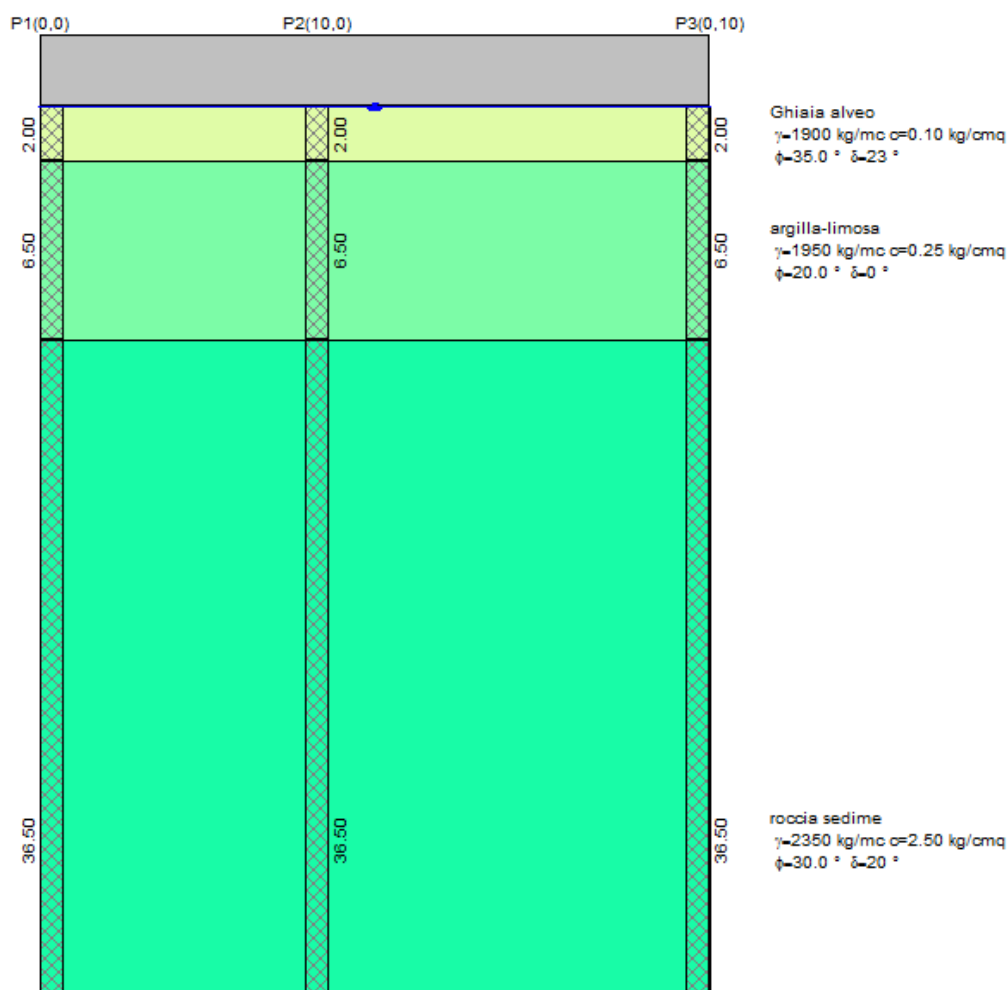 P1(0,0) P2(10,0) P3(0,10)
2.00 2.00 2.00
Ghiaia alveo
γ=1900 kg/mc c=0.10 kg/cmq
ϕ=35.0 ° δ=23 °
6.50 6.50 6.50
argilla-limosa
γ=1950 kg/mc c=0.25 kg/cmq
ϕ=20.0 ° δ=0 °
36.50 36.50 36.50
roccia sedime
γ=2350 kg/mc c=2.50 kg/cmq
ϕ=30.0 ° δ=20 °